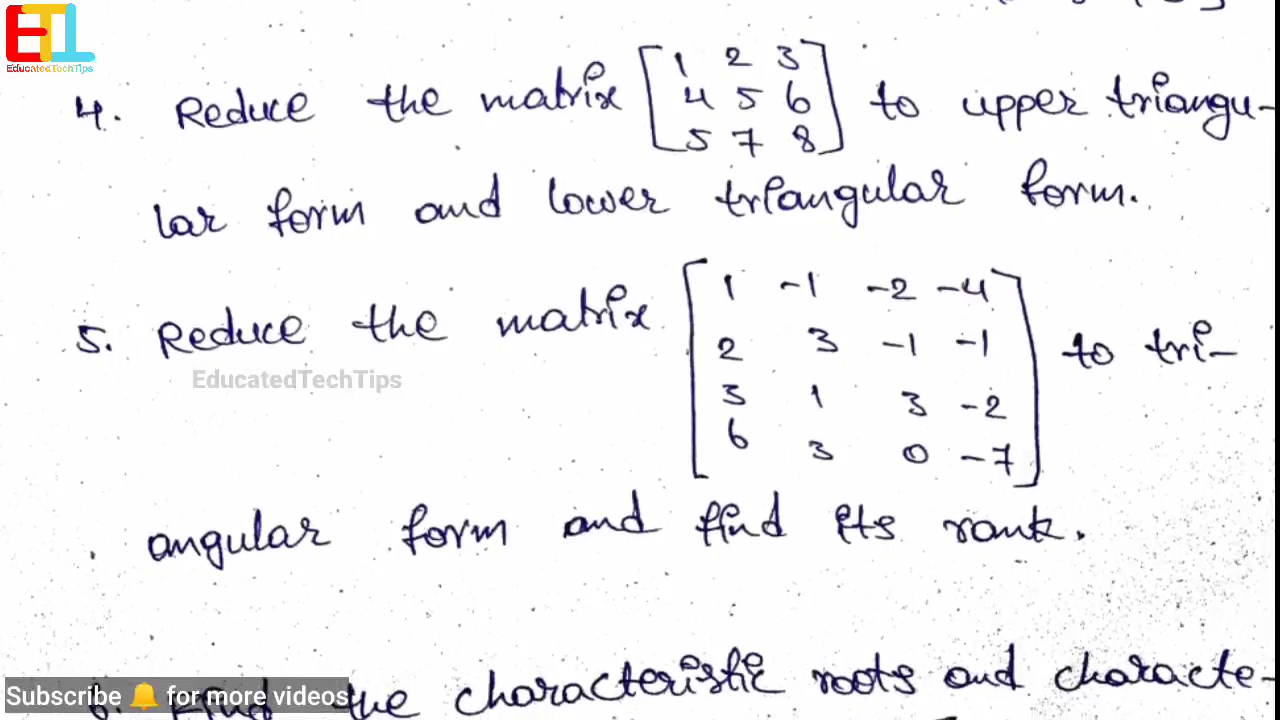 ETL
EducatedTechTips
4. Reduce the matrix [1 2 3
4 5 6
5 7 8] to upper triangu-
lar form and lower triangular form.
5. Reduce the matrix [1 -1 -2 -4
2 3 -1 -1
3 1 3 -2
6 3 0 -7] to tri-
EducatedTechTips
angular form and find its rank.
6. Find the characteristic roots and characte-
Subscribe 🔔 for more videos